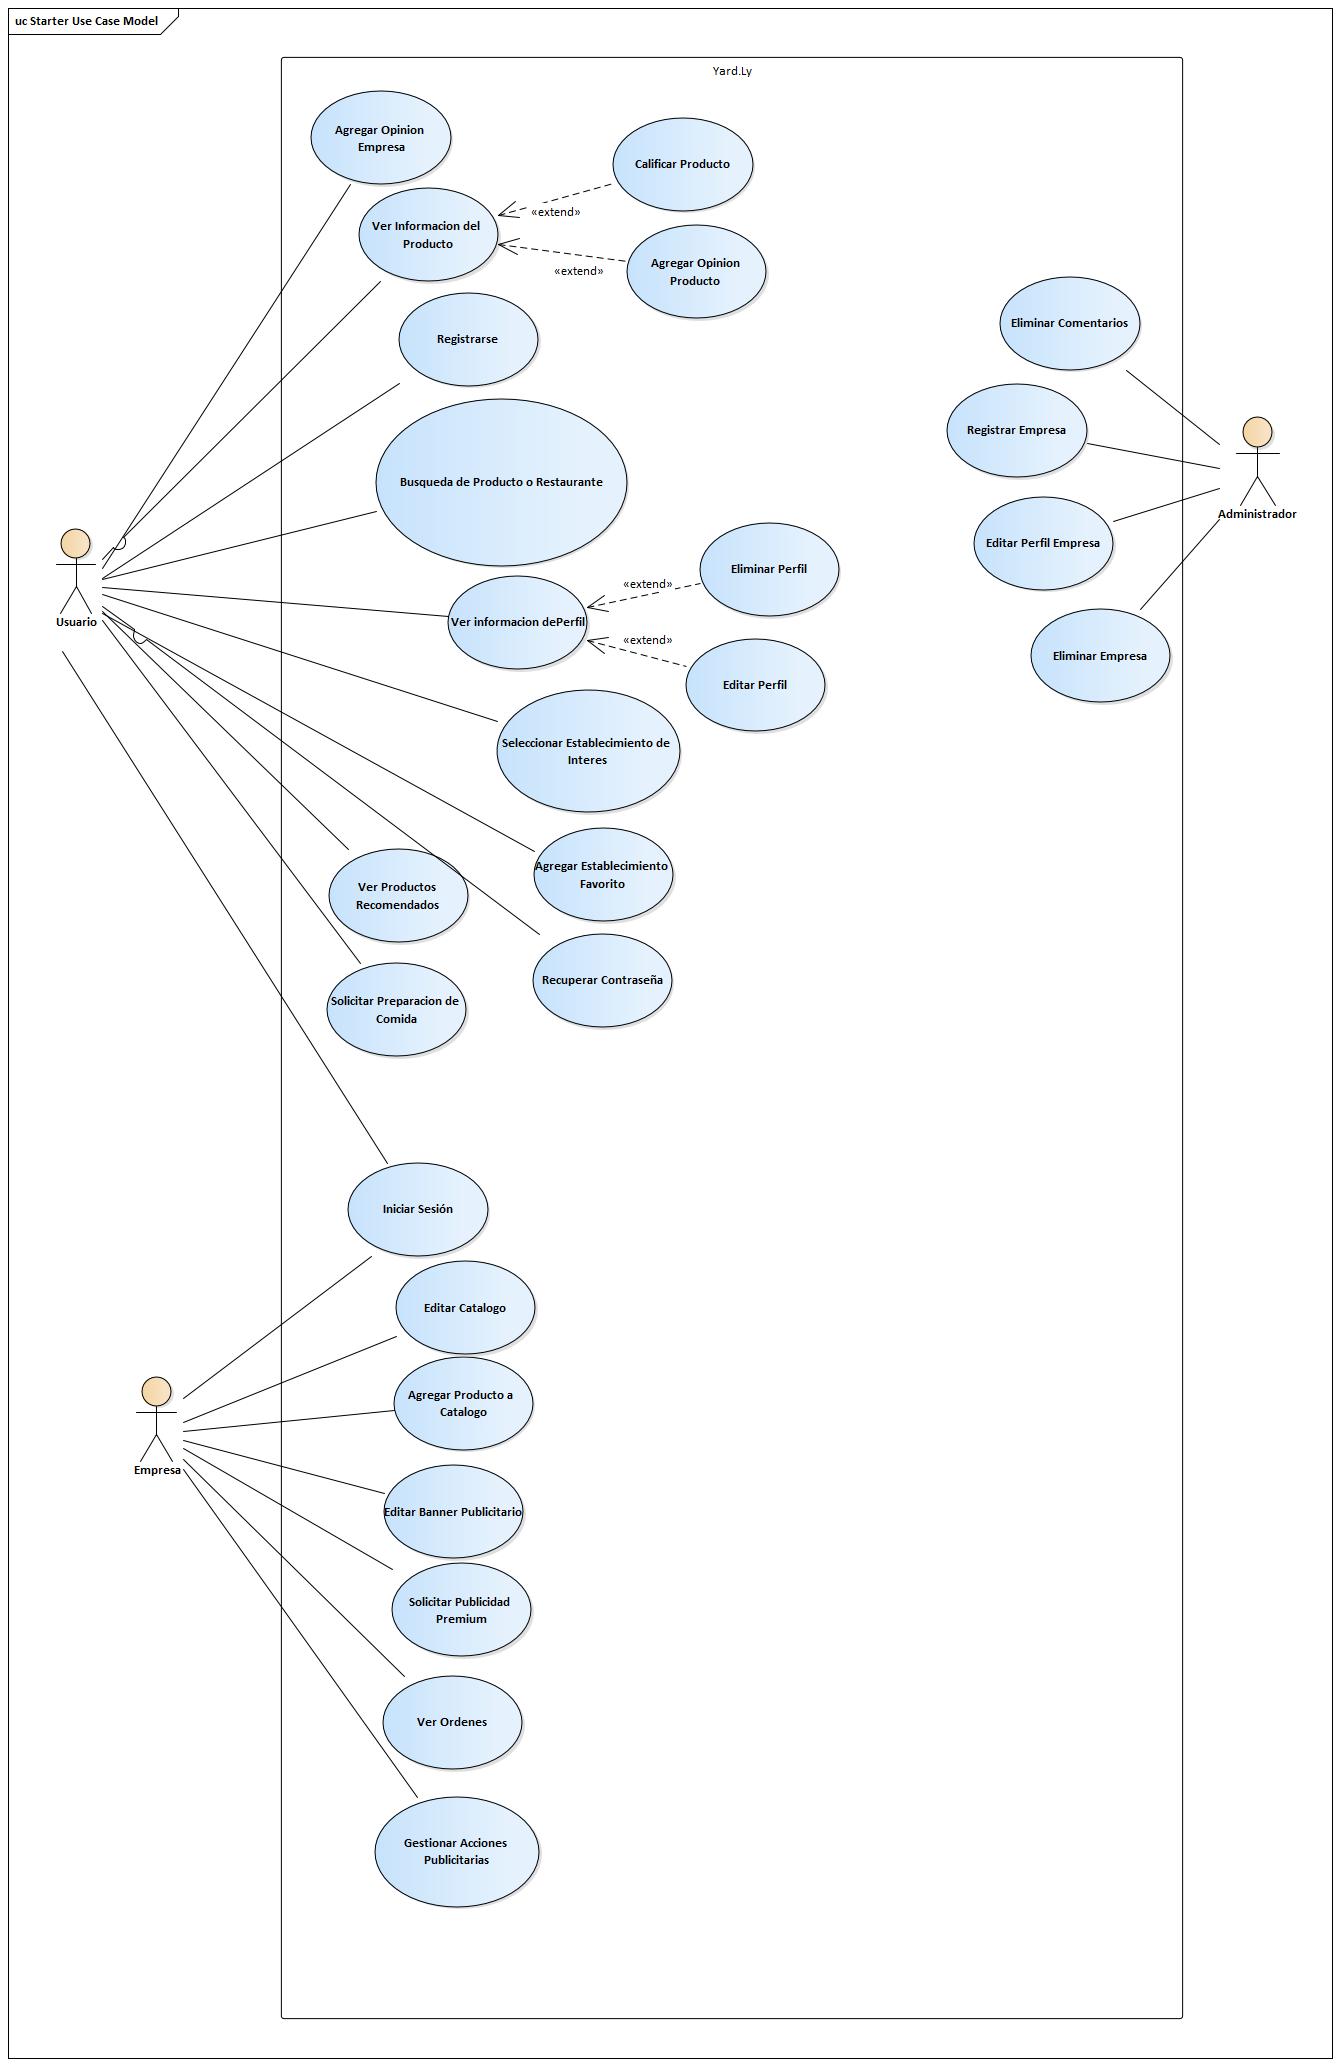 uc Starter Use Case Model
Yard.Ly
Agregar Opinion
Empresa
Calificar Producto
«extend»
Ver Informacion del
Producto
Agregar Opinion
Producto
«extend»
Eliminar Comentarios
Registrarse
Registrar Empresa
Busqueda de Producto o Restaurante
Administrador
Editar Perfil Empresa
Eliminar Perfil
«extend»
Usuario
Ver informacion dePerfil
«extend»
Eliminar Empresa
Editar Perfil
Seleccionar Establecimiento de
Interes
Agregar Establecimiento
Favorito
Ver Productos
Recomendados
Recuperar Contraseña
Solicitar Preparacion de
Comida
Iniciar Sesión
Editar Catalogo
Agregar Producto a
Catalogo
Empresa
Editar Banner Publicitario
Solicitar Publicidad
Premium
Ver Ordenes
Gestionar Acciones
Publicitarias